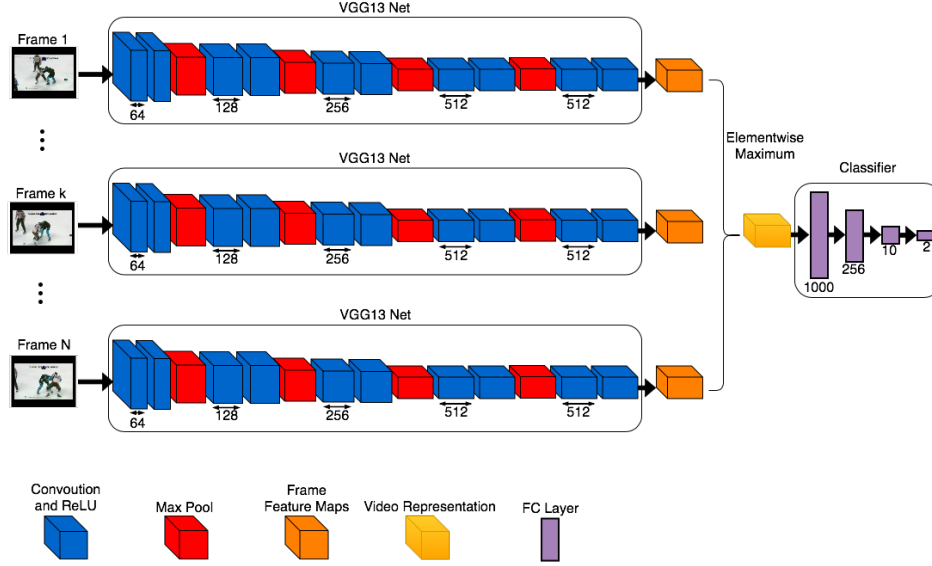 VGG13 Net
Frame 1
64
128
256
512
512
Elementwise
Maximum
VGG13 Net
Classifier
Frame k
64
128
256
512
512
1000
256
10
2
VGG13 Net
Frame N
64
128
256
512
512
Convoution
and ReLU
Max Pool
Frame
Feature Maps
Video Representation
FC Layer